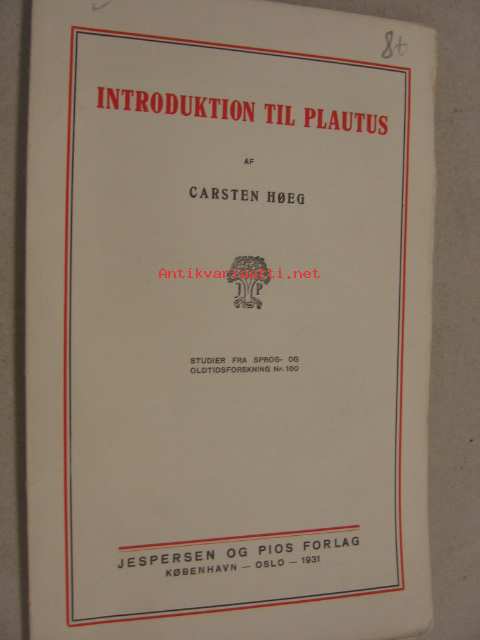 8t
INTRODUKTION TIL PLAUTUS
AF
CARSTEN HØEG
Antikvariaatti.net
J P
STUDIER FRA SPROG- OG
OLDTIDSFORSKNING Nr. 160
JESPERSEN OG PIOS FORLAG
KØBENHAVN — OSLO — 1931